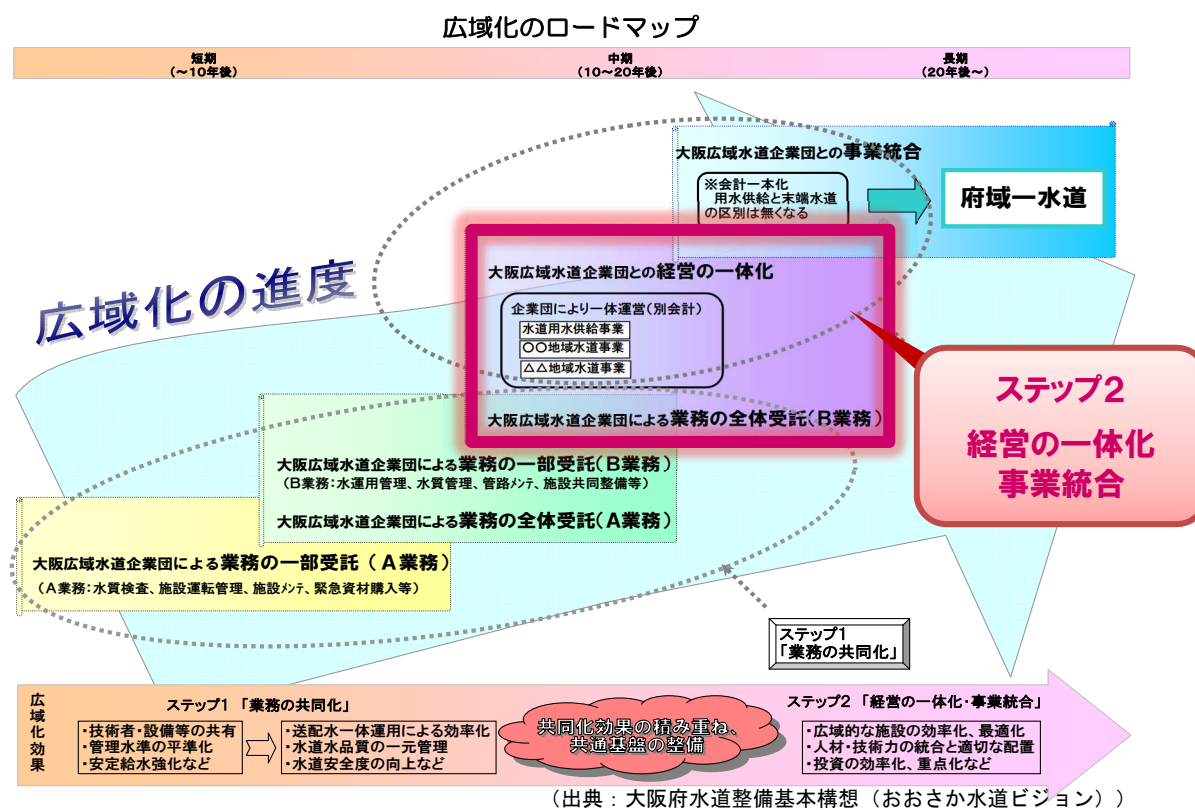 広域化のロードマップ
短期
(～10年後)
中期
(10～20年後)
長期
(20年後～)
大阪広域水道企業団との事業統合
※会計一本化
用水供給と末端水道
の区別は無くなる
府域一水道
広域化の進度
大阪広域水道企業団との経営の一体化
企業団により一体運営(別会計)
水道用水供給事業
○○地域水道事業
△△地域水道事業
大阪広域水道企業団による業務の全体受託(B業務)
ステップ2
経営の一体化
事業統合
大阪広域水道企業団による業務の一部受託(B業務)
(B業務:水運用管理、水質管理、管路ﾒﾝﾃ、施設共同整備等)
大阪広域水道企業団による業務の全体受託(A業務)
大阪広域水道企業団による業務の一部受託(A業務)
(A業務:水質検査、施設運転管理、施設ﾒﾝﾃ、緊急資材購入等)
ステップ1
「業務の共同化」
広域化効果
ステップ1 「業務の共同化」
・技術者・設備等の共有
・管理水準の平準化
・安定給水強化など
・送配水一体運用による効率化
・水道水品質の一元管理
・水道安全度の向上など
共同化効果の積み重ね、
共通基盤の整備
ステップ2 「経営の一体化・事業統合」
・広域的な施設の効率化、最適化
・人材・技術力の統合と適切な配置
・投資の効率化、重点化など
(出典：大阪府水道整備基本構想（おおさか水道ビジョン）)